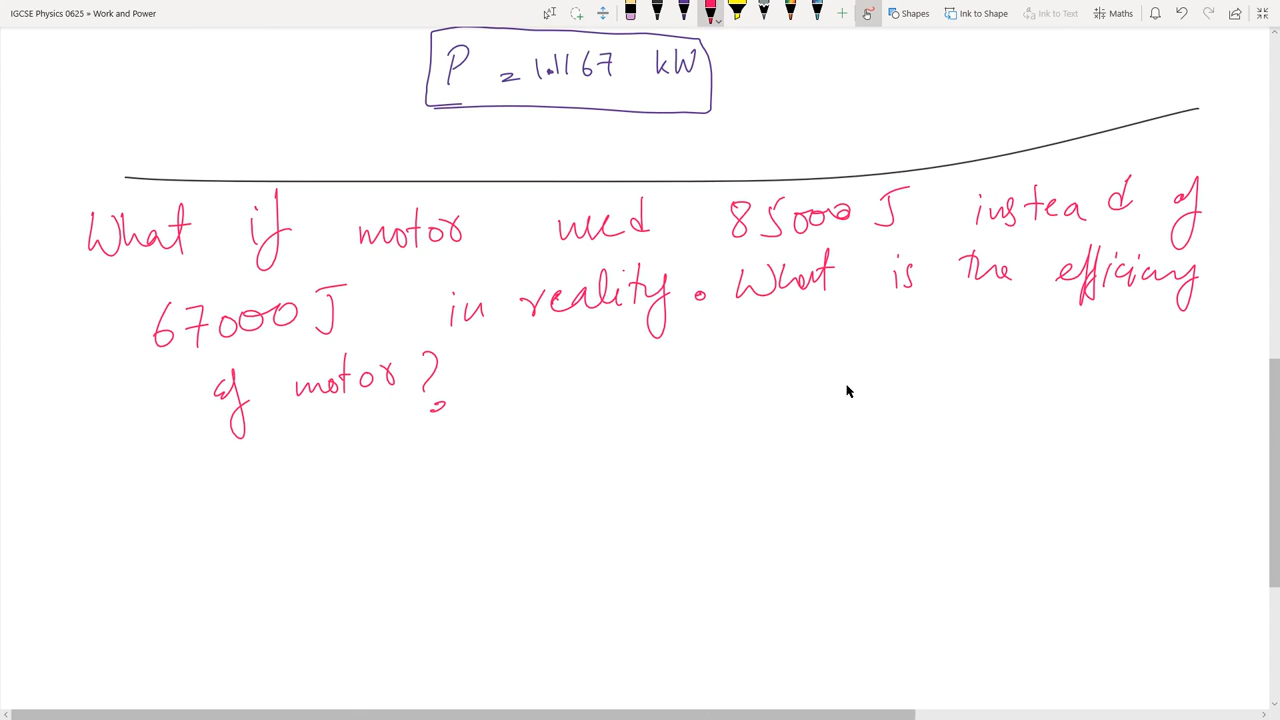 IGCSE Physics 0625 » Work and Power
Shapes Ink to Shape Ink to Text Maths
P = 1.1167 kW
What if motor used 85000 J instead of
67000 J in reality. What is the efficiency
of motor?